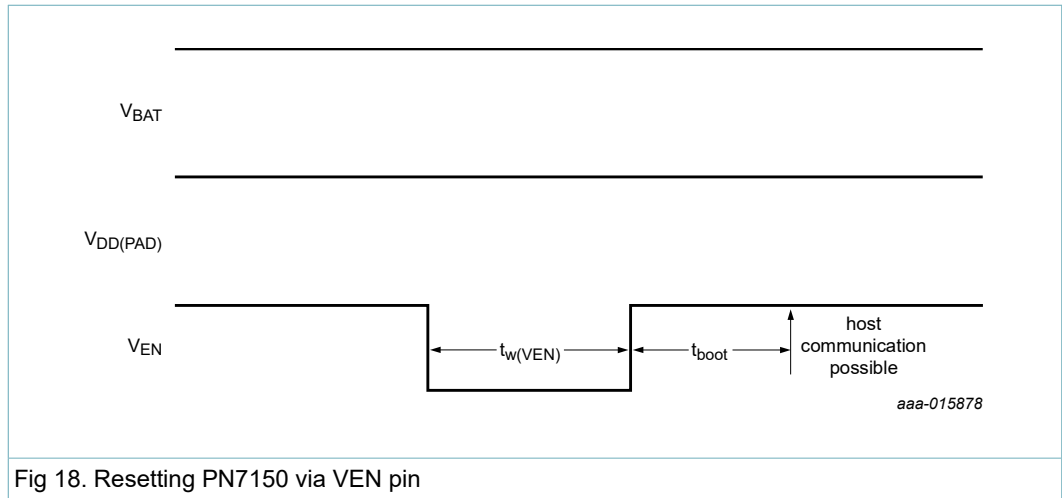 VBAT
VDD(PAD)
VEN
tw(VEN)
tboot
host
communication
possible
aaa-015878
Fig 18. Resetting PN7150 via VEN pin